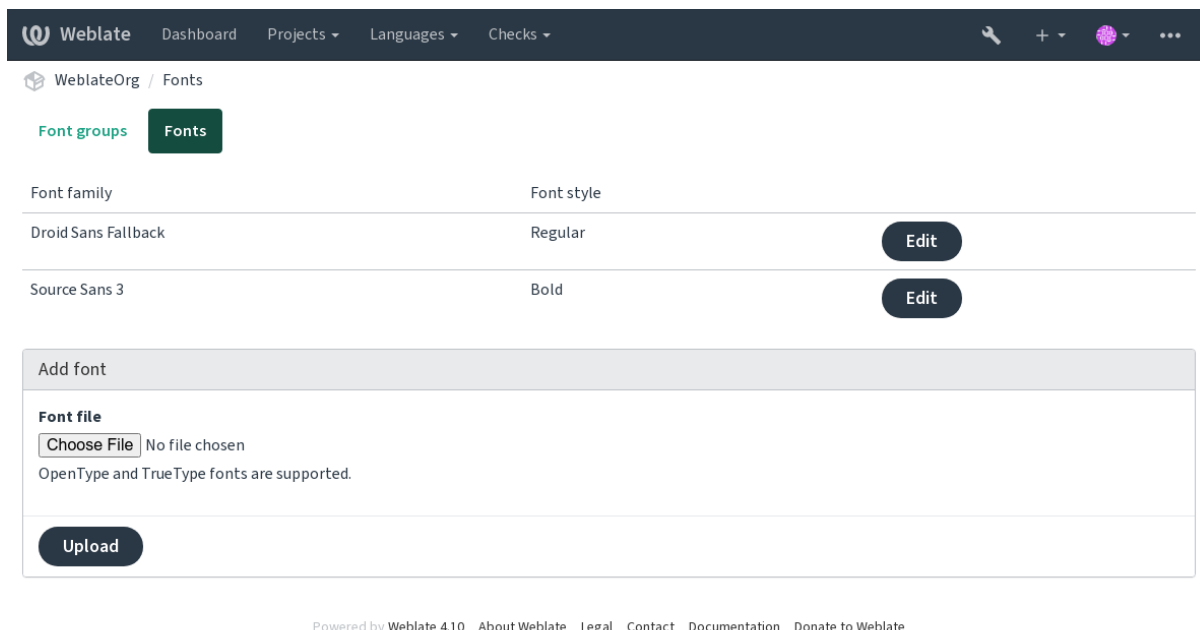 Weblate Dashboard Projects Languages Checks
WeblateOrg / Fonts
Font groups Fonts
Font family Font style
Droid Sans Fallback Regular Edit
Source Sans 3 Bold Edit
Add font
Font file
Choose File No file chosen
OpenType and TrueType fonts are supported.
Upload
Powered by Weblate 4.10 About Weblate Legal Contact Documentation Donate to Weblate